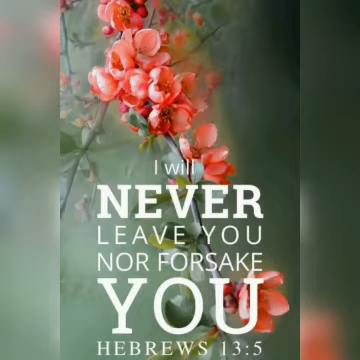 I will
NEVER
LEAVE YOU
NOR FORSAKE
YOU
HEBREWS 13:5